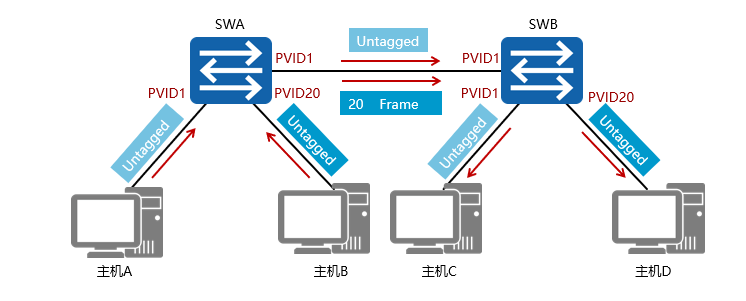 SWA
SWB
Untagged
PVID1
PVID1
PVID1
PVID20
20 Frame
PVID1
PVID20
Untagged
Untagged
Untagged
Untagged
主机A
主机B
主机C
主机D